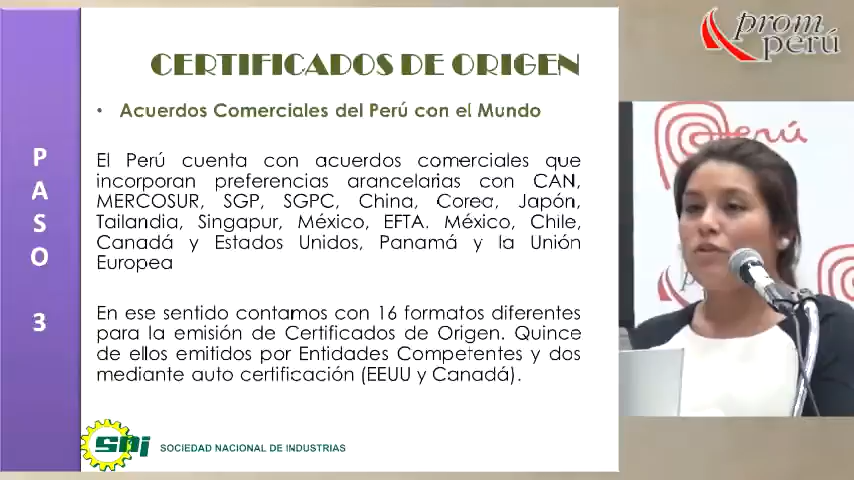 CERTIFICADOS DE ORIGEN
• Acuerdos Comerciales del Perú con el Mundo
El Perú cuenta con acuerdos comerciales que
incorporan preferencias arancelarias con CAN,
MERCOSUR, SGP, SGPC, China, Corea, Japón,
Tailandia, Singapur, México, EFTA. México, Chile,
Canadá y Estados Unidos, Panamá y la Unión
Europea
En ese sentido contamos con 16 formatos diferentes
para la emisión de Certificados de Origen. Quince
de ellos emitidos por Entidades Competentes y dos
mediante auto certificación (EEUU y Canadá).
PASO
3
sni SOCIEDAD NACIONAL DE INDUSTRIAS
prom
perú
Perú